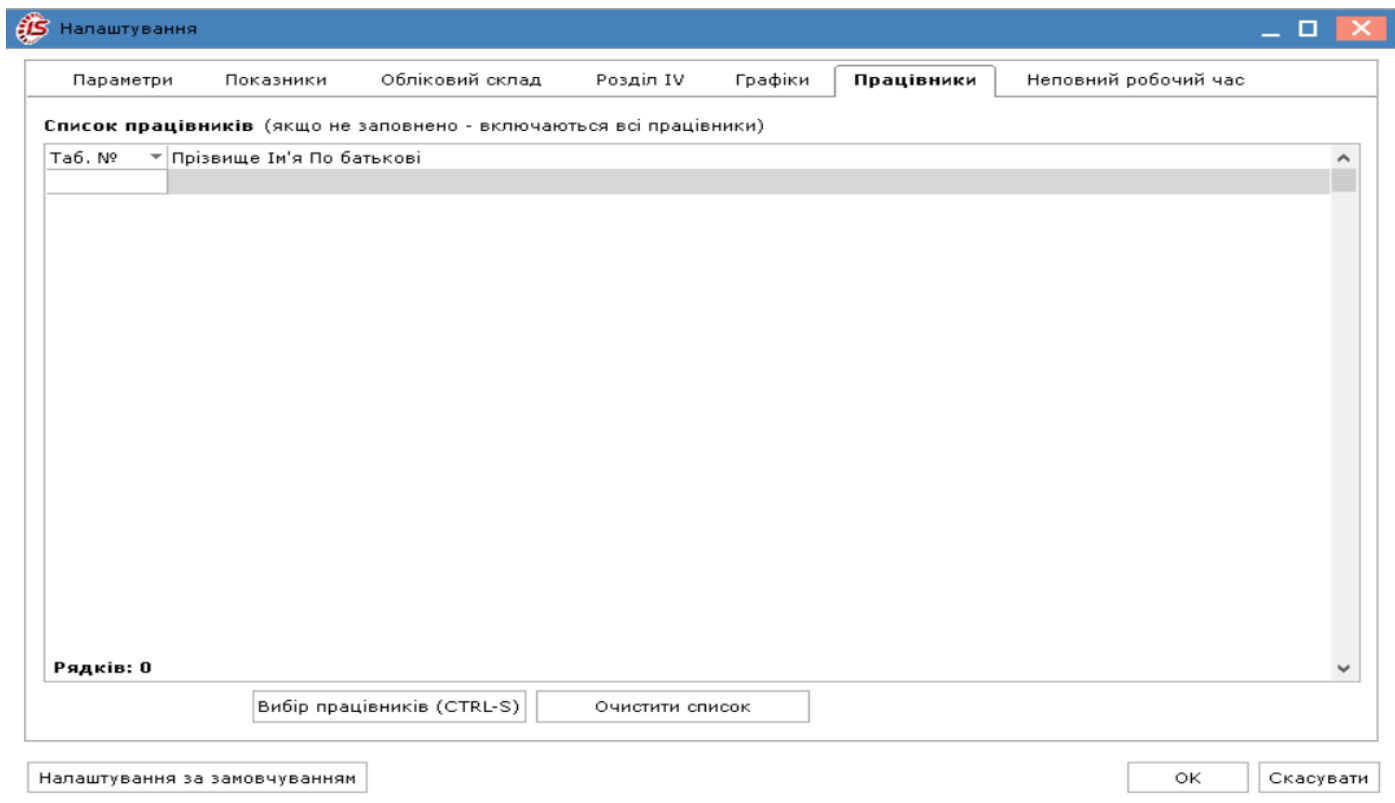 IS Налаштування
Параметри Показники Обліковий склад Розділ IV Графіки Працівники Неповний робочий час
Список працівників (якщо не заповнено - включаються всі працівники)
Таб. № Прізвище Ім'я По батькові
Рядків: 0
Вибір працівників (CTRL-S) Очистити список
Налаштування за замовчуванням OK Скасувати